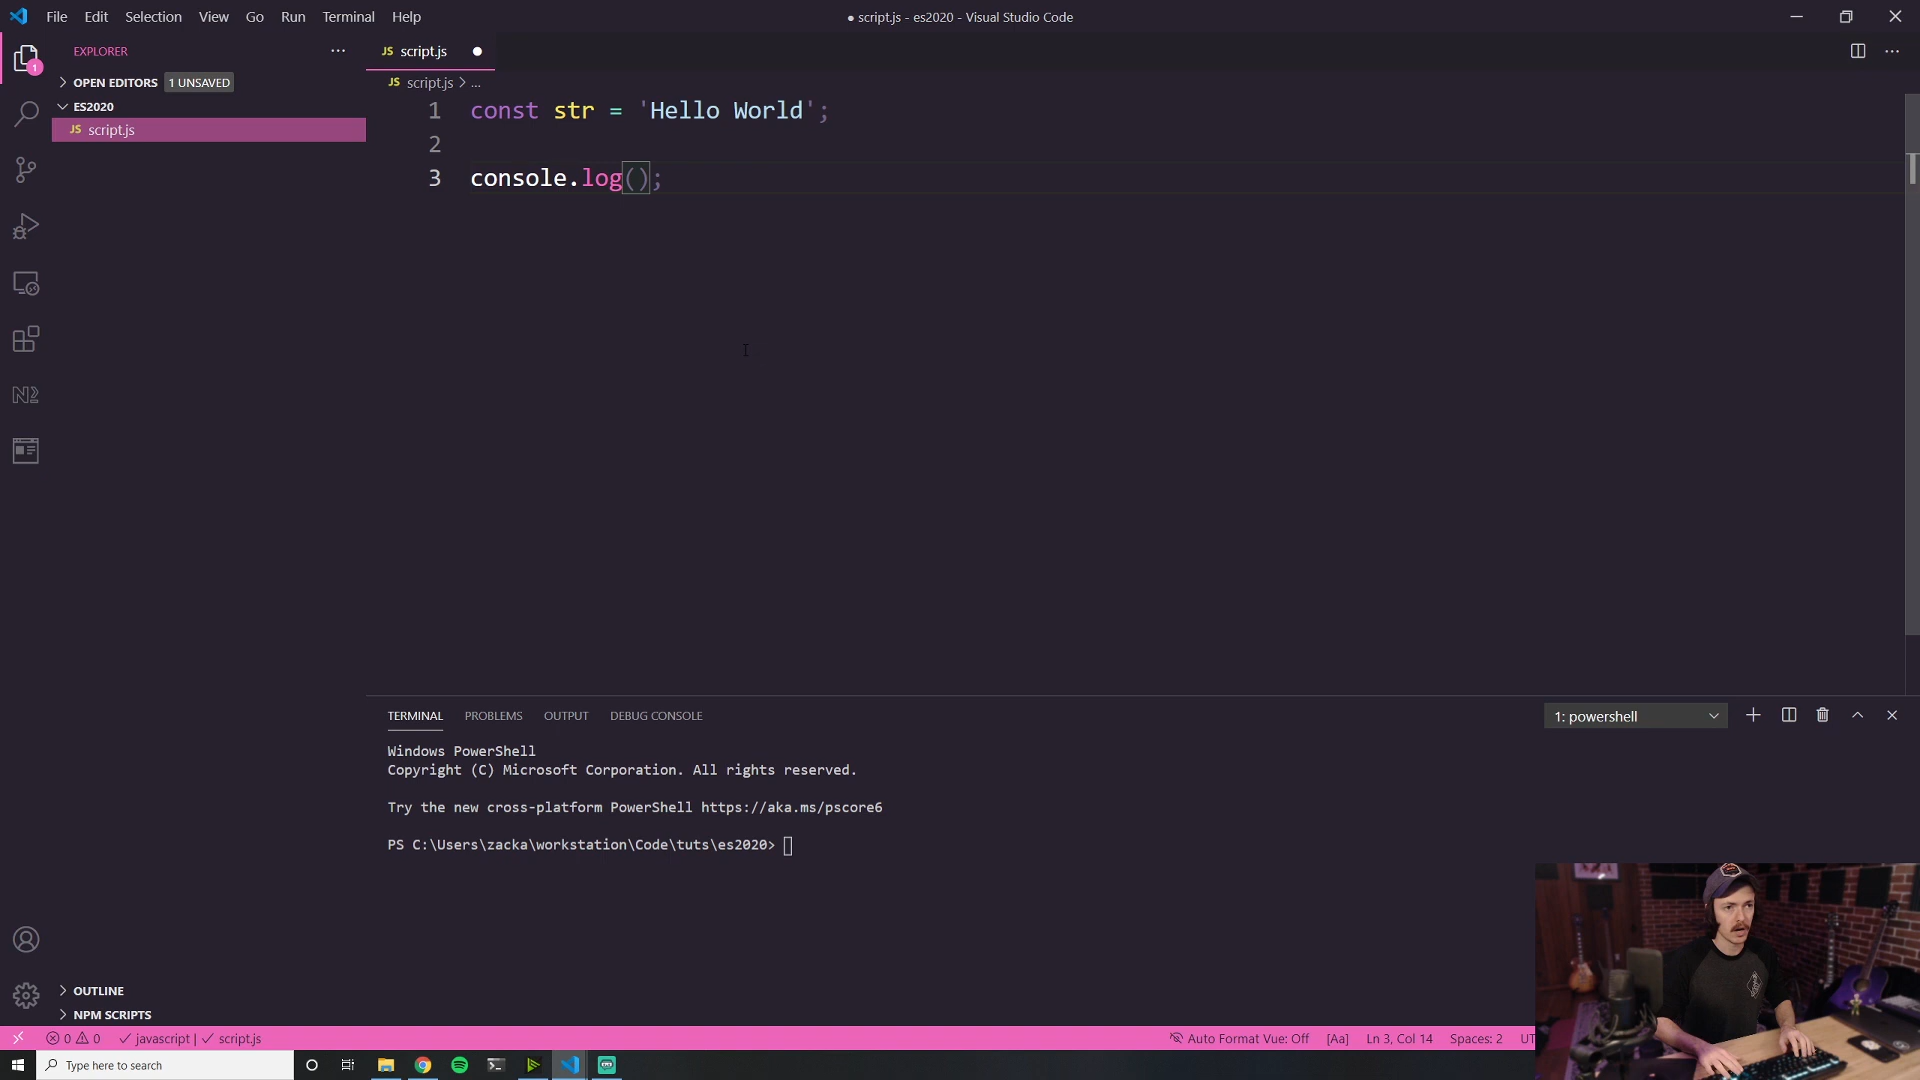 File Edit Selection View Go Run Terminal Help
● script.js - es2020 - Visual Studio Code
EXPLORER
1
OPEN EDITORS 1 UNSAVED
ES2020
JS script.js
JS script.js
JS script.js > ...
1 const str = 'Hello World';
2
3 console.log();
TERMINAL PROBLEMS OUTPUT DEBUG CONSOLE
1: powershell
Windows PowerShell
Copyright (C) Microsoft Corporation. All rights reserved.
Try the new cross-platform PowerShell https://aka.ms/pscore6
PS C:\Users\zacka\workstation\Code\tuts\es2020>
OUTLINE
NPM SCRIPTS
0 0 javascript | script.js
Auto Format Vue: Off [Aa] Ln 3, Col 14 Spaces: 2 UT
Type here to search